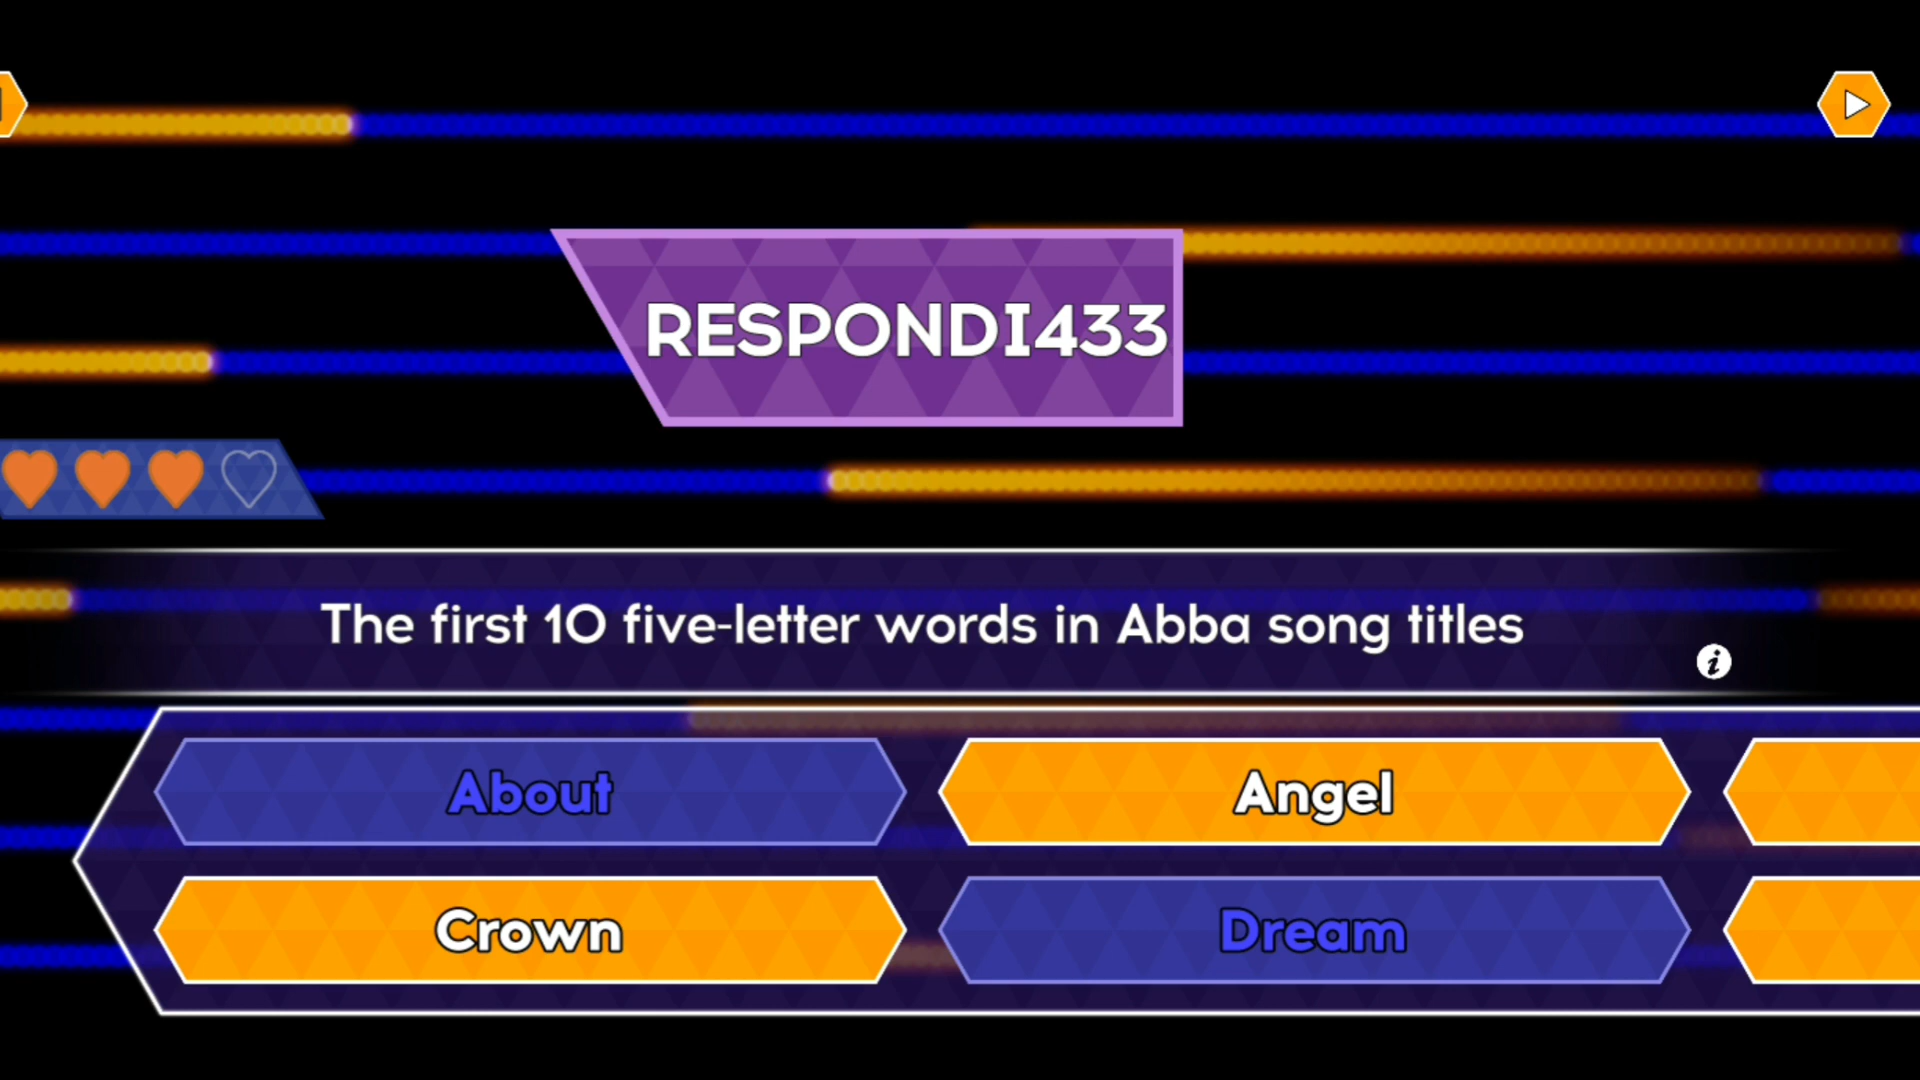 RESPONDI433
The first 10 five-letter words in Abba song titles
i
About
Angel
Crown
Dream